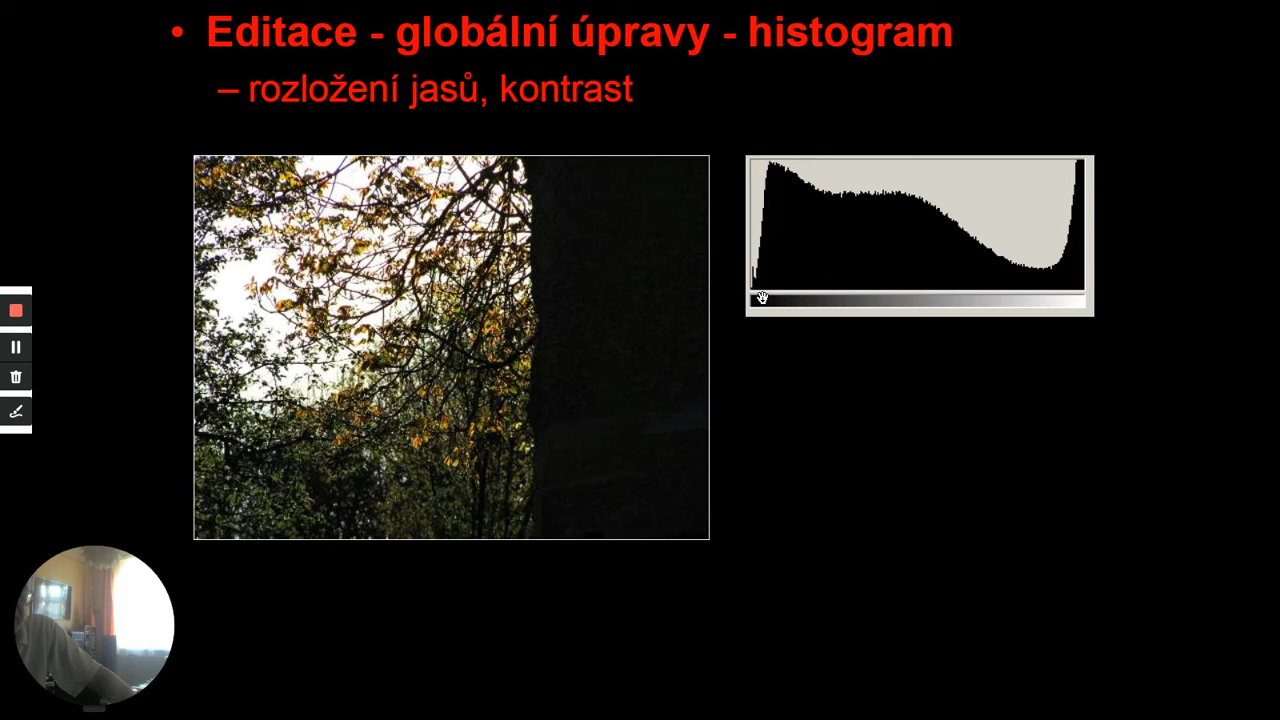 • Editace - globální úpravy - histogram
– rozložení jasů, kontrast